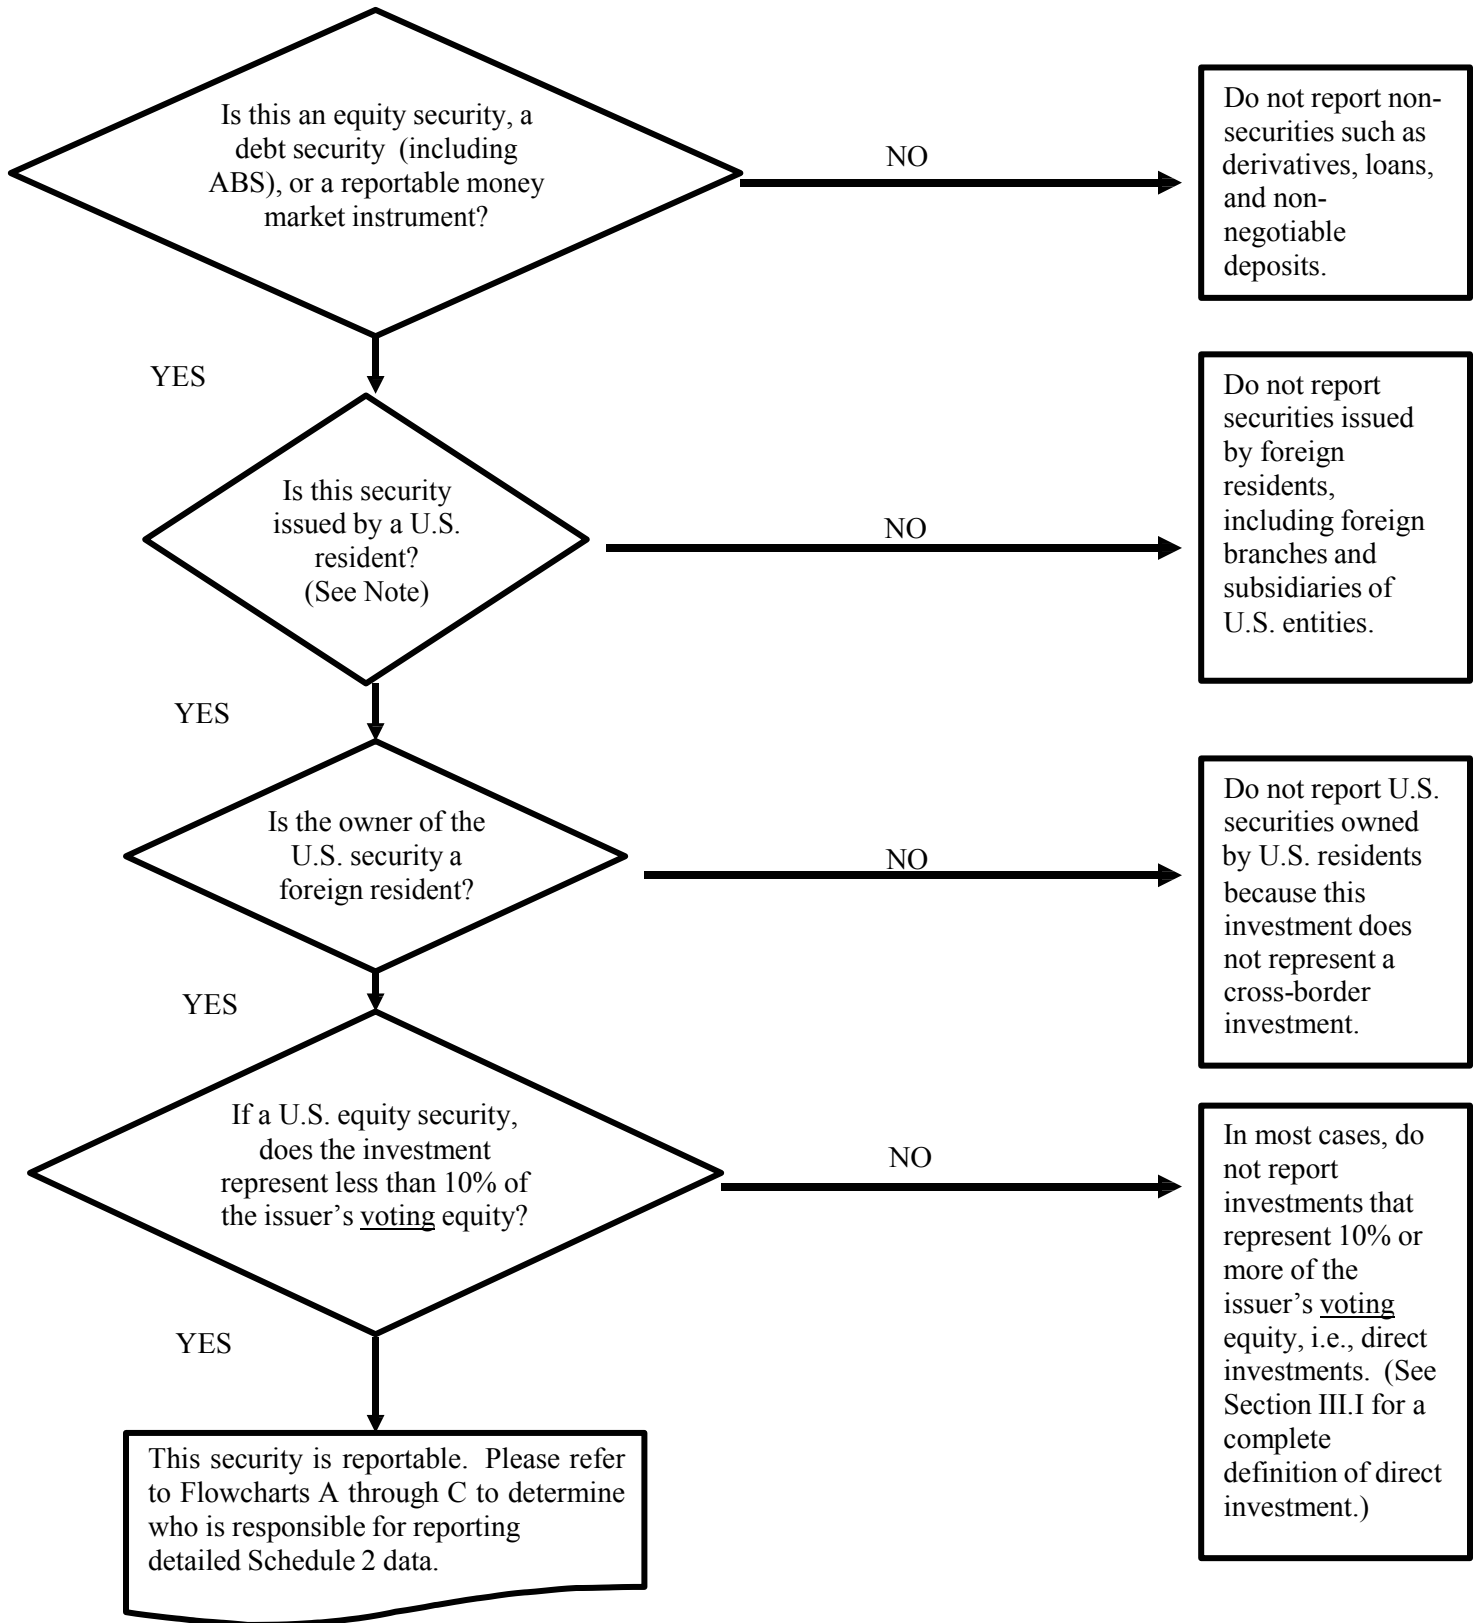 Is this an equity security, a
debt security (including
ABS), or a reportable money
market instrument?
NO
Do not report non-
securities such as
derivatives, loans,
and non-
negotiable
deposits.
YES
Is this security
issued by a U.S.
resident?
(See Note)
NO
Do not report
securities issued
by foreign
residents,
including foreign
branches and
subsidiaries of
U.S. entities.
YES
Is the owner of the
U.S. security a
foreign resident?
NO
Do not report U.S.
securities owned
by U.S. residents
because this
investment does
not represent a
cross-border
investment.
YES
If a U.S. equity security,
does the investment
represent less than 10% of
the issuer’s voting equity?
NO
In most cases, do
not report
investments that
represent 10% or
more of the
issuer’s voting
equity, i.e., direct
investments. (See
Section III.I for a
complete
definition of direct
investment.)
YES
This security is reportable. Please refer
to Flowcharts A through C to determine
who is responsible for reporting
detailed Schedule 2 data.